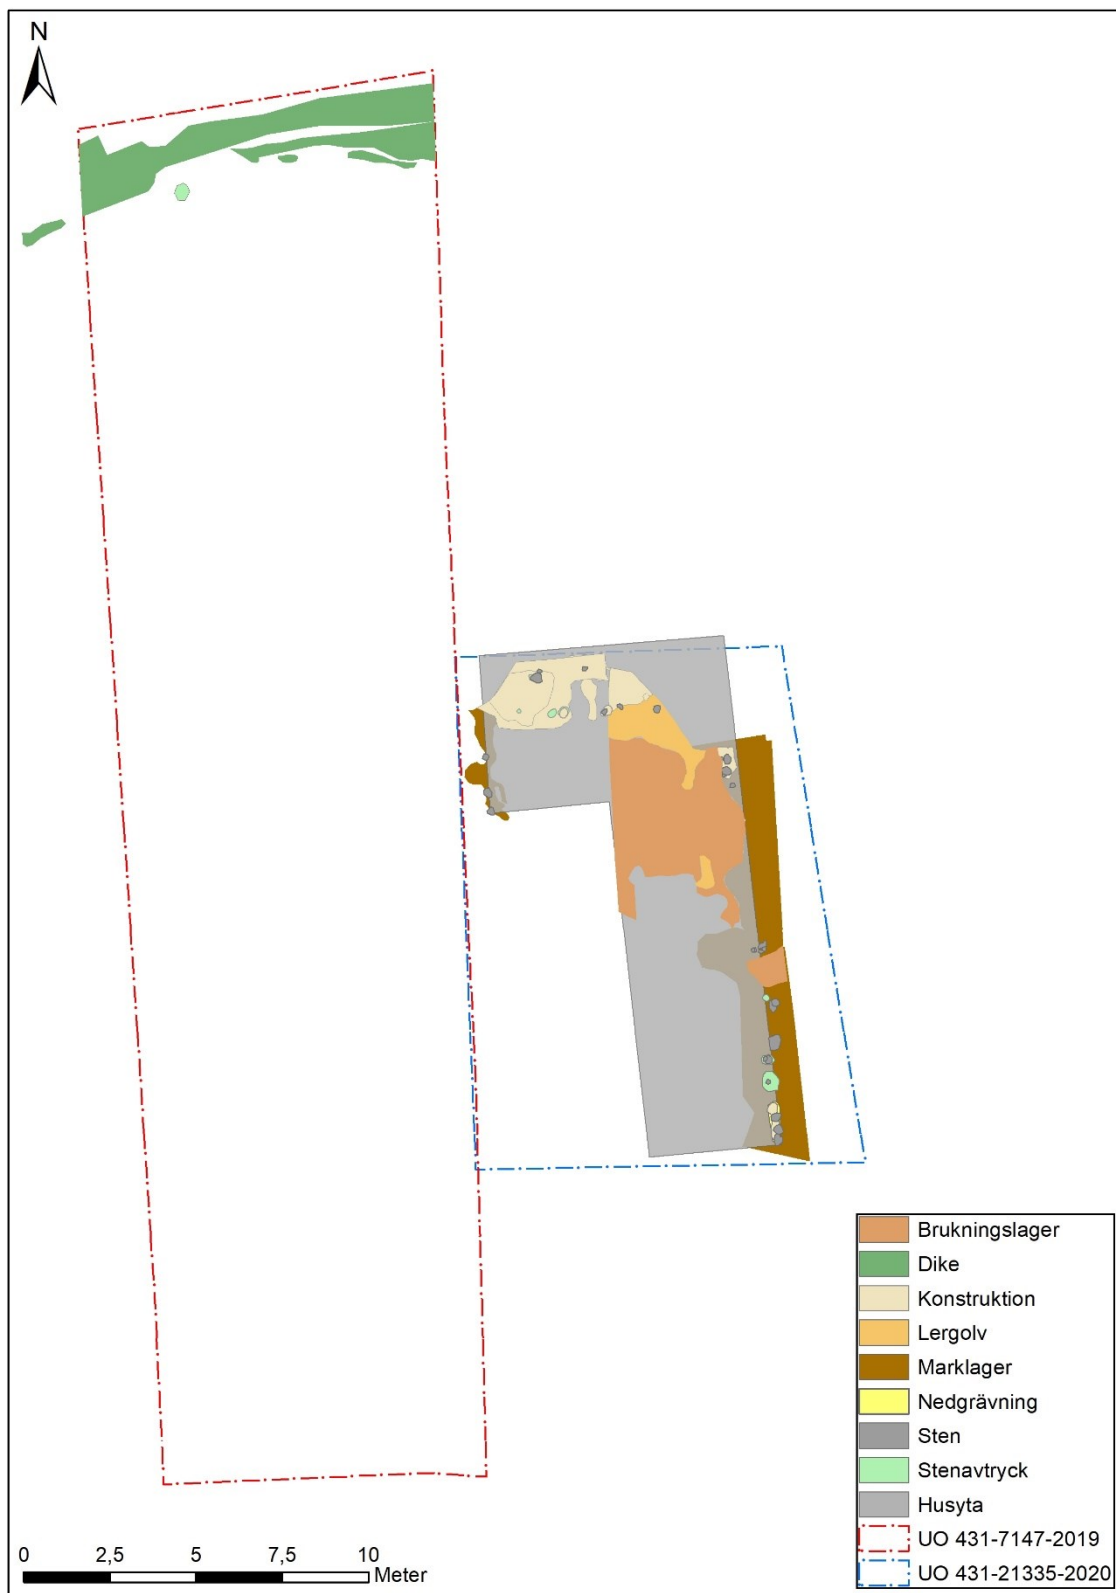 N
Brukningslager
Dike
Konstruktion
Lergolv
Marklager
Nedgrävning
Sten
Stenavtryck
Husyta
UO 431-7147-2019
UO 431-21335-2020
0 2,5 5 7,5 10
Meter